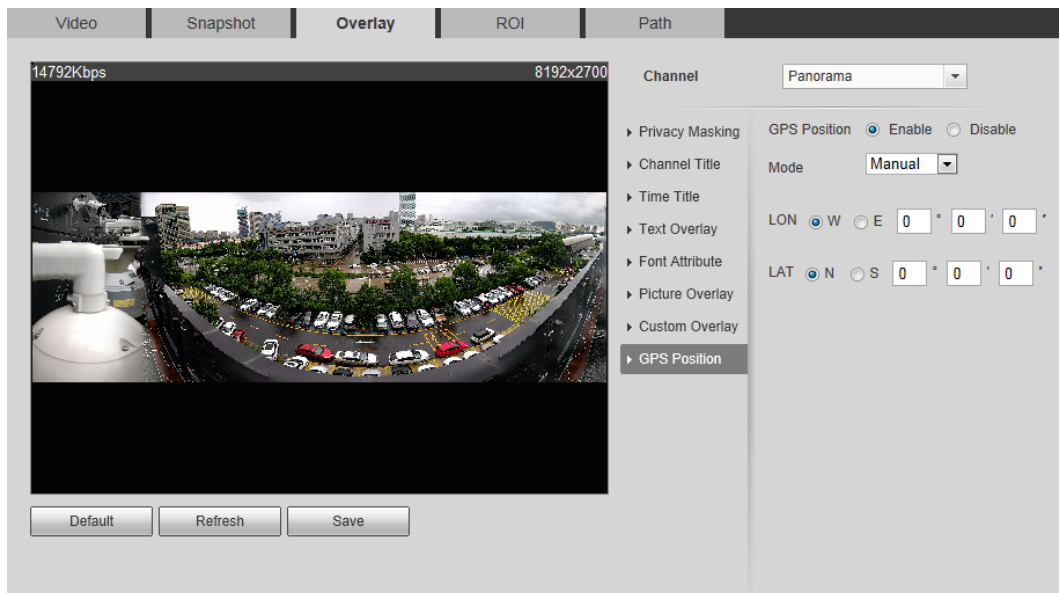 Video Snapshot Overlay ROI Path
14792Kbps 8192x2700
Channel Panorama
Privacy Masking
Channel Title
Time Title
Text Overlay
Font Attribute
Picture Overlay
Custom Overlay
GPS Position
GPS Position Enable Disable
Mode Manual
LON W E 0 ° 0 ' 0 "
LAT N S 0 ° 0 ' 0 "
Default Refresh Save